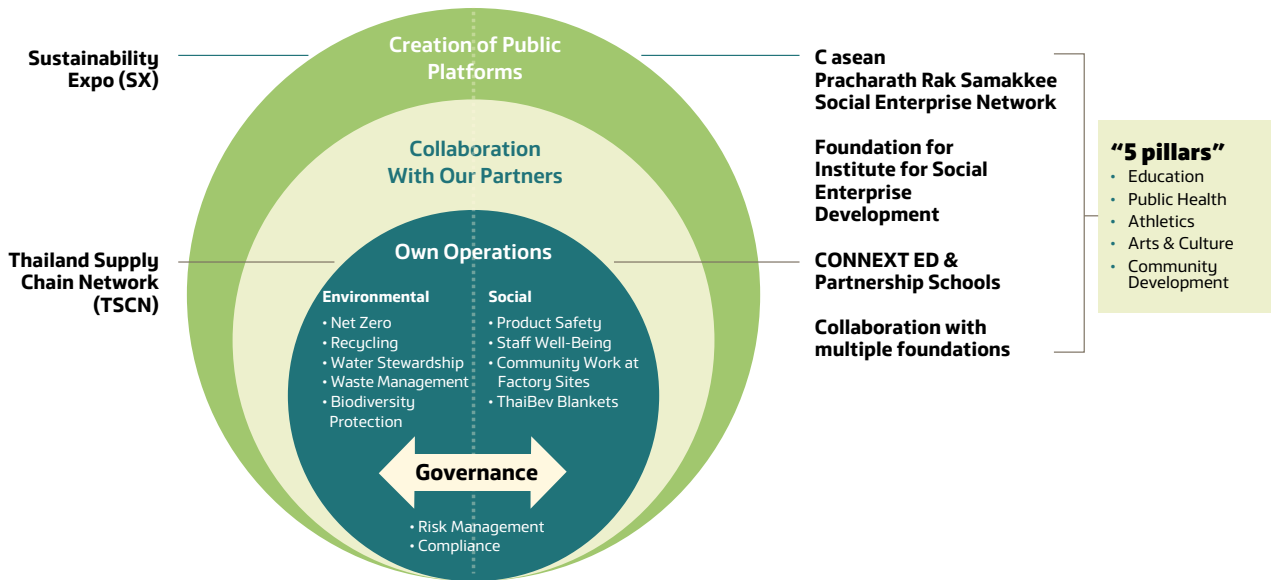 Sustainability
Expo (SX)
Thailand Supply
Chain Network
(TSCN)
Creation of Public
Platforms
Collaboration
With Our Partners
Own Operations
Environmental
• Net Zero
• Recycling
• Water Stewardship
• Waste Management
• Biodiversity
Protection
Social
• Product Safety
• Staff Well-Being
• Community Work at
Factory Sites
• ThaiBev Blankets
Governance
• Risk Management
• Compliance
C asean
Pracharath Rak Samakkee
Social Enterprise Network
Foundation for
Institute for Social
Enterprise
Development
CONNEXT ED &
Partnership Schools
Collaboration with
multiple foundations
“5 pillars”
• Education
• Public Health
• Athletics
• Arts & Culture
• Community
Development